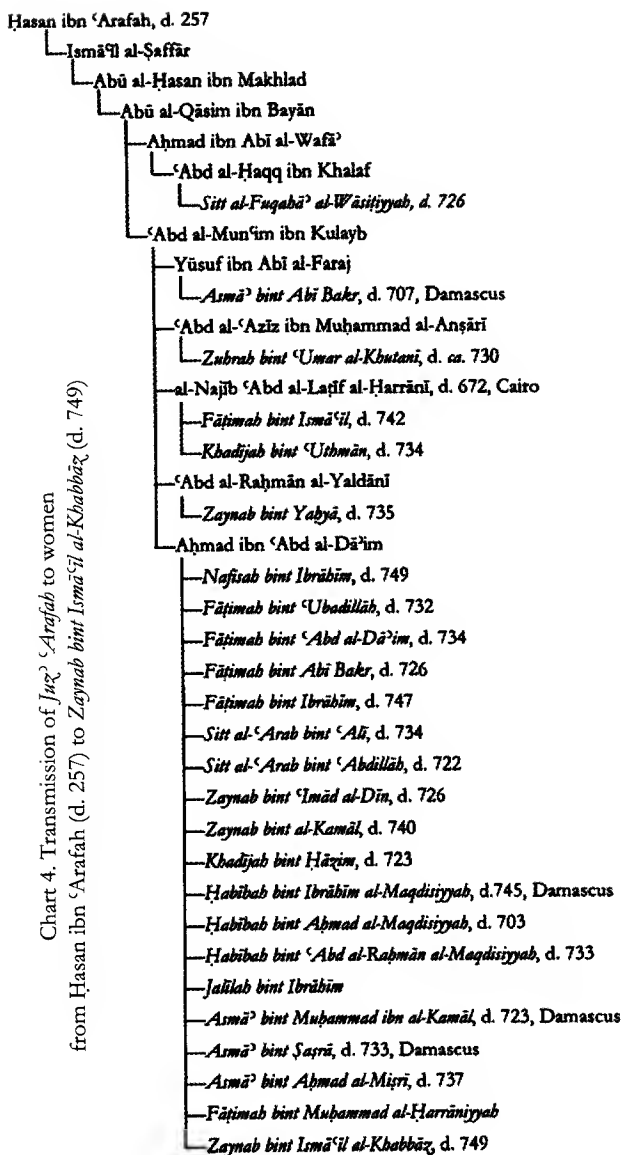 Ḥasan ibn ʿArafah, d. 257
Ismāʿīl al-Ṣaffār
Abū al-Ḥasan ibn Makhlad
Abū al-Qāsim ibn Bayān
Aḥmad ibn Abī al-Wafāʾ
ʿAbd al-Ḥaqq ibn Khalaf
Sitt al-Fuqahāʾ al-Wāsiṭiyyah, d. 726
ʿAbd al-Munʿim ibn Kulayb
Yūsuf ibn Abī al-Faraj
Asmāʾ bint Abī Bakr, d. 707, Damascus
ʿAbd al-ʿAzīz ibn Muḥammad al-Anṣārī
Zuhrah bint ʿUmar al-Khutanī, d. ca. 730
al-Najīb ʿAbd al-Laṭīf al-Ḥarrānī, d. 672, Cairo
Fāṭimah bint Ismāʿīl, d. 742
Khadījah bint ʿUthmān, d. 734
ʿAbd al-Raḥmān al-Yaldānī
Zaynab bint Yaḥyā, d. 735
Aḥmad ibn ʿAbd al-Dāʾim
Nafīsah bint Ibrāhīm, d. 749
Fāṭimah bint ʿUbadillāh, d. 732
Fāṭimah bint ʿAbd al-Dāʾim, d. 734
Fāṭimah bint Abī Bakr, d. 726
Fāṭimah bint Ibrāhīm, d. 747
Sitt al-ʿArab bint ʿAlī, d. 734
Sitt al-ʿArab bint ʿAbdillāh, d. 722
Zaynab bint ʿImād al-Dīn, d. 726
Zaynab bint al-Kamāl, d. 740
Khadījah bint Ḥāzim, d. 723
Ḥabībah bint Ibrāhīm al-Maqdisiyyah, d.745, Damascus
Ḥabībah bint Aḥmad al-Maqdisiyyah, d. 703
Ḥabībah bint ʿAbd al-Raḥmān al-Maqdisiyyah, d. 733
Jalīlah bint Ibrāhīm
Asmāʾ bint Muḥammad ibn al-Kamāl, d. 723, Damascus
Asmāʾ bint Ṣaṣrā, d. 733, Damascus
Asmāʾ bint Aḥmad al-Miṣrī, d. 737
Fāṭimah bint Muḥammad al-Ḥarrāniyyah
Zaynab bint Ismāʿīl al-Khabbāz, d. 749
Chart 4. Transmission of Juzʾ ʿArafah to women
from Ḥasan ibn ʿArafah (d. 257) to Zaynab bint Ismāʿīl al-Khabbāz (d. 749)